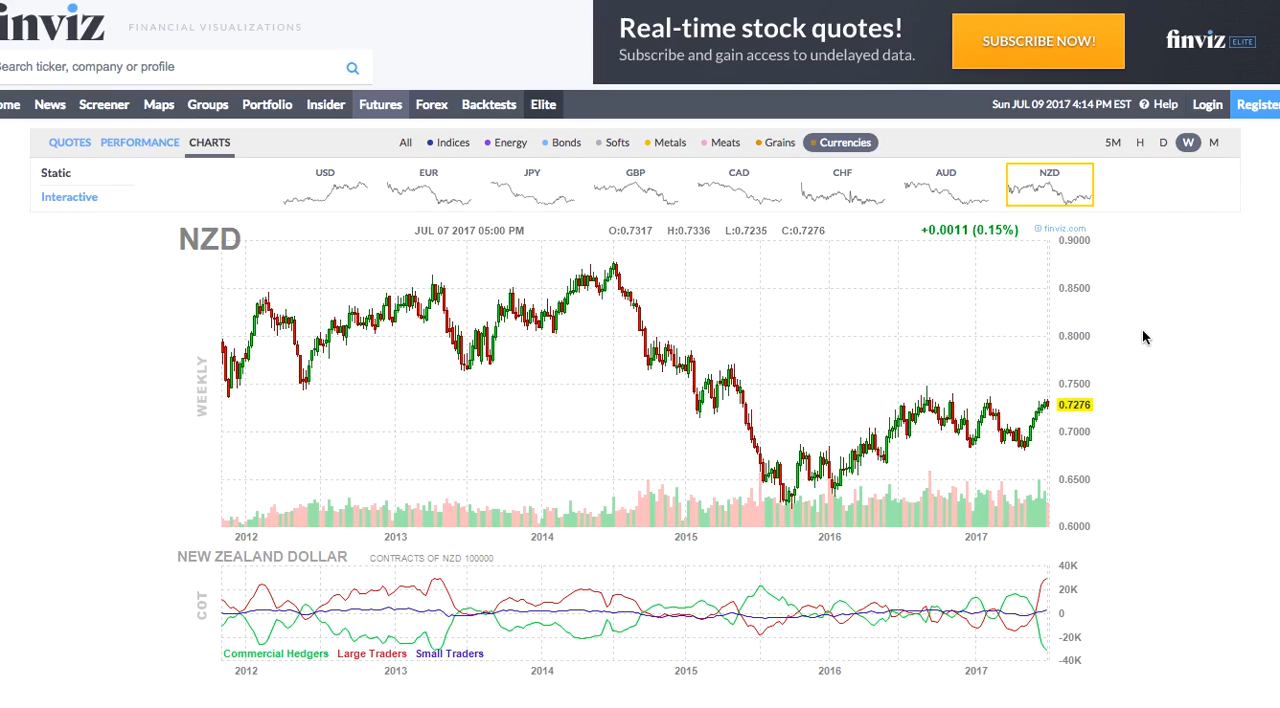 finviz FINANCIAL VISUALIZATIONS
Real-time stock quotes!
Subscribe and gain access to undelayed data.
SUBSCRIBE NOW!
finviz ELITE
Search ticker, company or profile
ome News Screener Maps Groups Portfolio Insider Futures Forex Backtests Elite Sun JUL 09 2017 4:14 PM EST Help Login Registe
QUOTES PERFORMANCE CHARTS All Indices Energy Bonds Softs Metals Meats Grains Currencies 5M H D W M
Static
Interactive
USD EUR JPY GBP CAD CHF AUD NZD
NZD JUL 07 2017 05:00 PM O:0.7317 H:0.7336 L:0.7235 C:0.7276 +0.0011 (0.15%) © finviz.com
0.9000
0.8500
0.8000
0.7500
0.7276
0.7000
0.6500
0.6000
WEEKLY
2012 2013 2014 2015 2016 2017
NEW ZEALAND DOLLAR CONTRACTS OF NZD 100000
40K
20K
0
-20K
-40K
COT
Commercial Hedgers Large Traders Small Traders
2012 2013 2014 2015 2016 2017